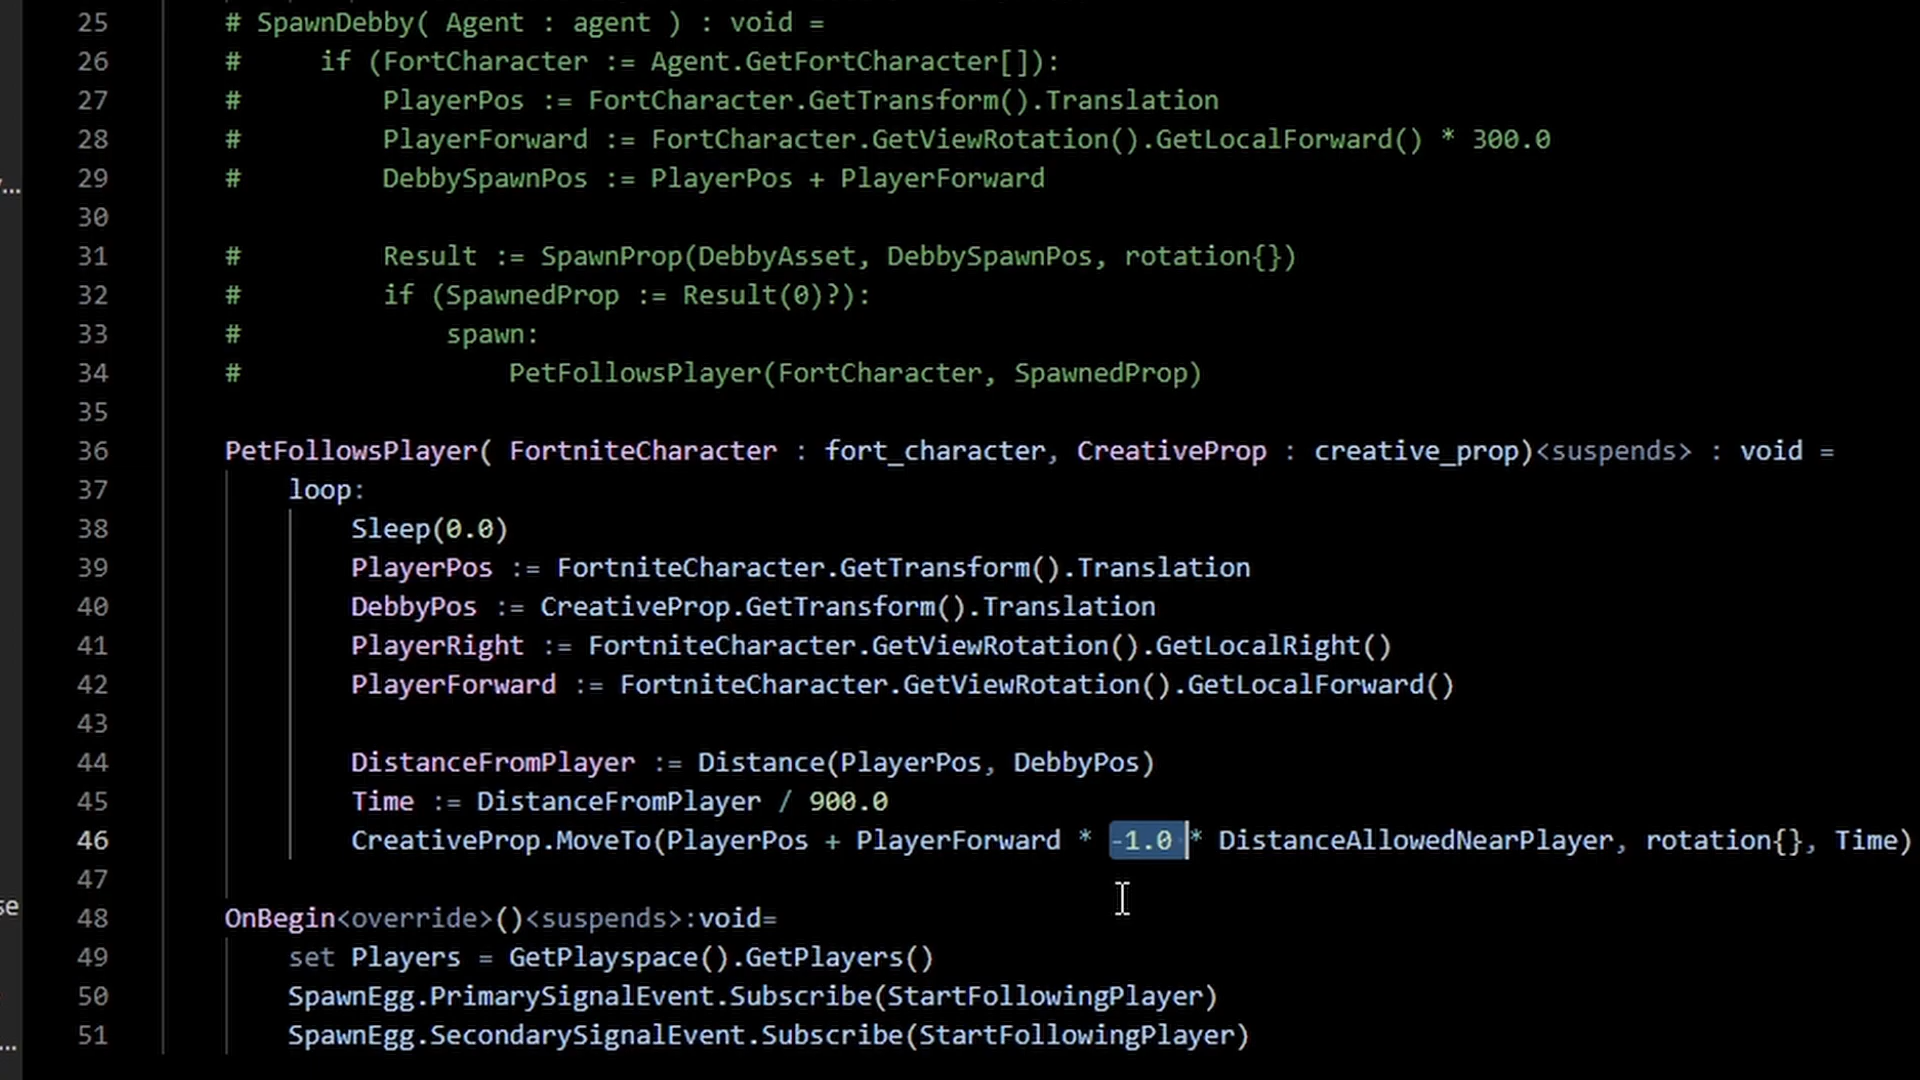 25 # SpawnDebby( Agent : agent ) : void =
26 #     if (FortCharacter := Agent.GetFortCharacter[]):
27 #         PlayerPos := FortCharacter.GetTransform().Translation
28 #         PlayerForward := FortCharacter.GetViewRotation().GetLocalForward() * 300.0
29 #         DebbySpawnPos := PlayerPos + PlayerForward
30
31 #         Result := SpawnProp(DebbyAsset, DebbySpawnPos, rotation{})
32 #         if (SpawnedProp := Result(0)?):
33 #             spawn:
34 #                 PetFollowsPlayer(FortCharacter, SpawnedProp)
35
36 PetFollowsPlayer( FortniteCharacter : fort_character, CreativeProp : creative_prop)<suspends> : void =
37     loop:
38         Sleep(0.0)
39         PlayerPos := FortniteCharacter.GetTransform().Translation
40         DebbyPos := CreativeProp.GetTransform().Translation
41         PlayerRight := FortniteCharacter.GetViewRotation().GetLocalRight()
42         PlayerForward := FortniteCharacter.GetViewRotation().GetLocalForward()
43
44         DistanceFromPlayer := Distance(PlayerPos, DebbyPos)
45         Time := DistanceFromPlayer / 900.0
46         CreativeProp.MoveTo(PlayerPos + PlayerForward * -1.0 * DistanceAllowedNearPlayer, rotation{}, Time)
47
48 OnBegin<override>()<suspends>:void=
49     set Players = GetPlayspace().GetPlayers()
50     SpawnEgg.PrimarySignalEvent.Subscribe(StartFollowingPlayer)
51     SpawnEgg.SecondarySignalEvent.Subscribe(StartFollowingPlayer)